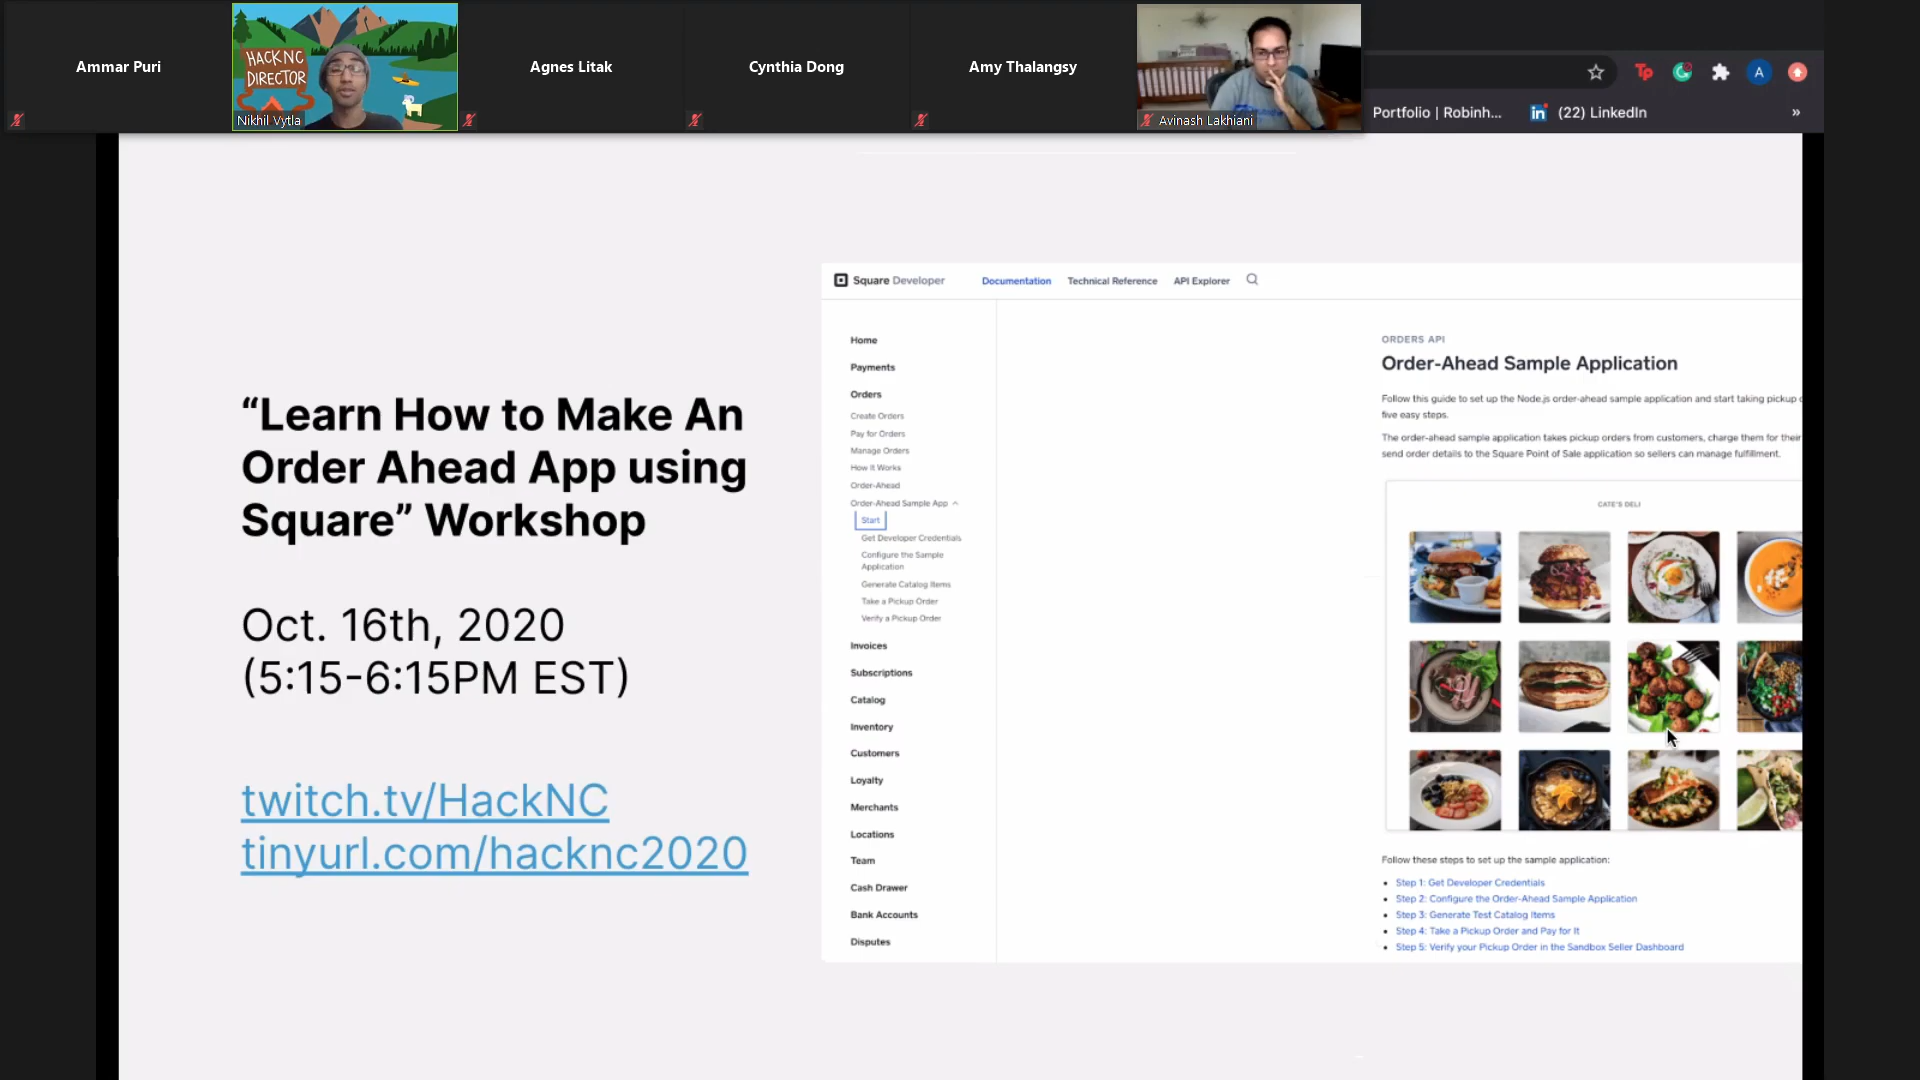 Ammar Puri
HACK NC
DIRECTOR
Nikhil Vytla
Agnes Litak
Cynthia Dong
Amy Thalangsy
Avinash Lakhiani
Tp
A
Portfolio | Robinh...
in
(22) LinkedIn
»
“Learn How to Make An
Order Ahead App using
Square” Workshop
Oct. 16th, 2020
(5:15-6:15PM EST)
twitch.tv/HackNC
tinyurl.com/hacknc2020
Square Developer
Documentation
Technical Reference
API Explorer
Home
Payments
Orders
Create Orders
Pay for Orders
Manage Orders
How It Works
Order-Ahead
Order-Ahead Sample App
Start
Get Developer Credentials
Configure the Sample
Application
Generate Catalog Items
Take a Pickup Order
Verify a Pickup Order
Invoices
Subscriptions
Catalog
Inventory
Customers
Loyalty
Merchants
Locations
Team
Cash Drawer
Bank Accounts
Disputes
ORDERS API
Order-Ahead Sample Application
Follow this guide to set up the Node.js order-ahead sample application and start taking pickup
five easy steps.
The order-ahead sample application takes pickup orders from customers, charge them for their
send order details to the Square Point of Sale application so sellers can manage fulfillment.
CATE'S DELI
Follow these steps to set up the sample application:
• Step 1: Get Developer Credentials
• Step 2: Configure the Order-Ahead Sample Application
• Step 3: Generate Test Catalog Items
• Step 4: Take a Pickup Order and Pay for It
• Step 5: Verify your Pickup Order in the Sandbox Seller Dashboard